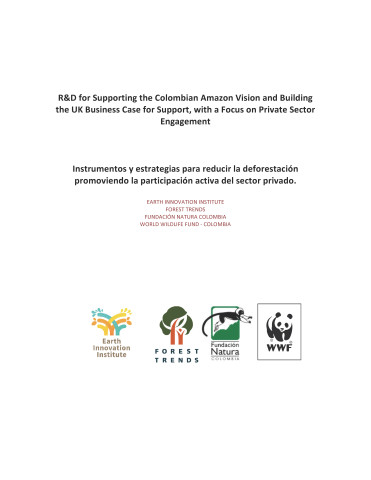 R&D for Supporting the Colombian Amazon Vision and Building
the UK Business Case for Support, with a Focus on Private Sector
Engagement
Instrumentos y estrategias para reducir la deforestación
promoviendo la participación activa del sector privado.
EARTH INNOVATION INSTITUTE
FOREST TRENDS
FUNDACIÓN NATURA COLOMBIA
WORLD WILDLIFE FUND - COLOMBIA
Earth
Innovation
Institute
FOREST
TRENDS
Fundación
Natura
COLOMBIA
WWF